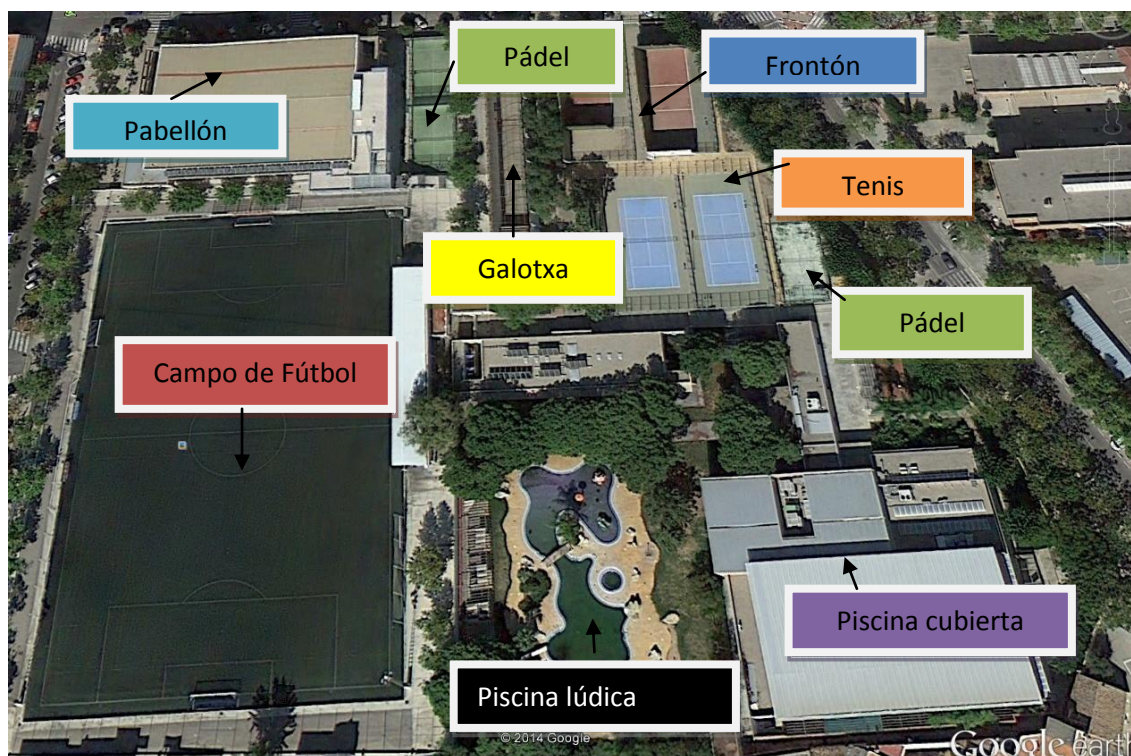 Pádel
Frontón
Pabellón
Tenis
Galotxa
Pádel
Campo de Fútbol
Piscina cubierta
Piscina lúdica
© 2014 Google
Google earth